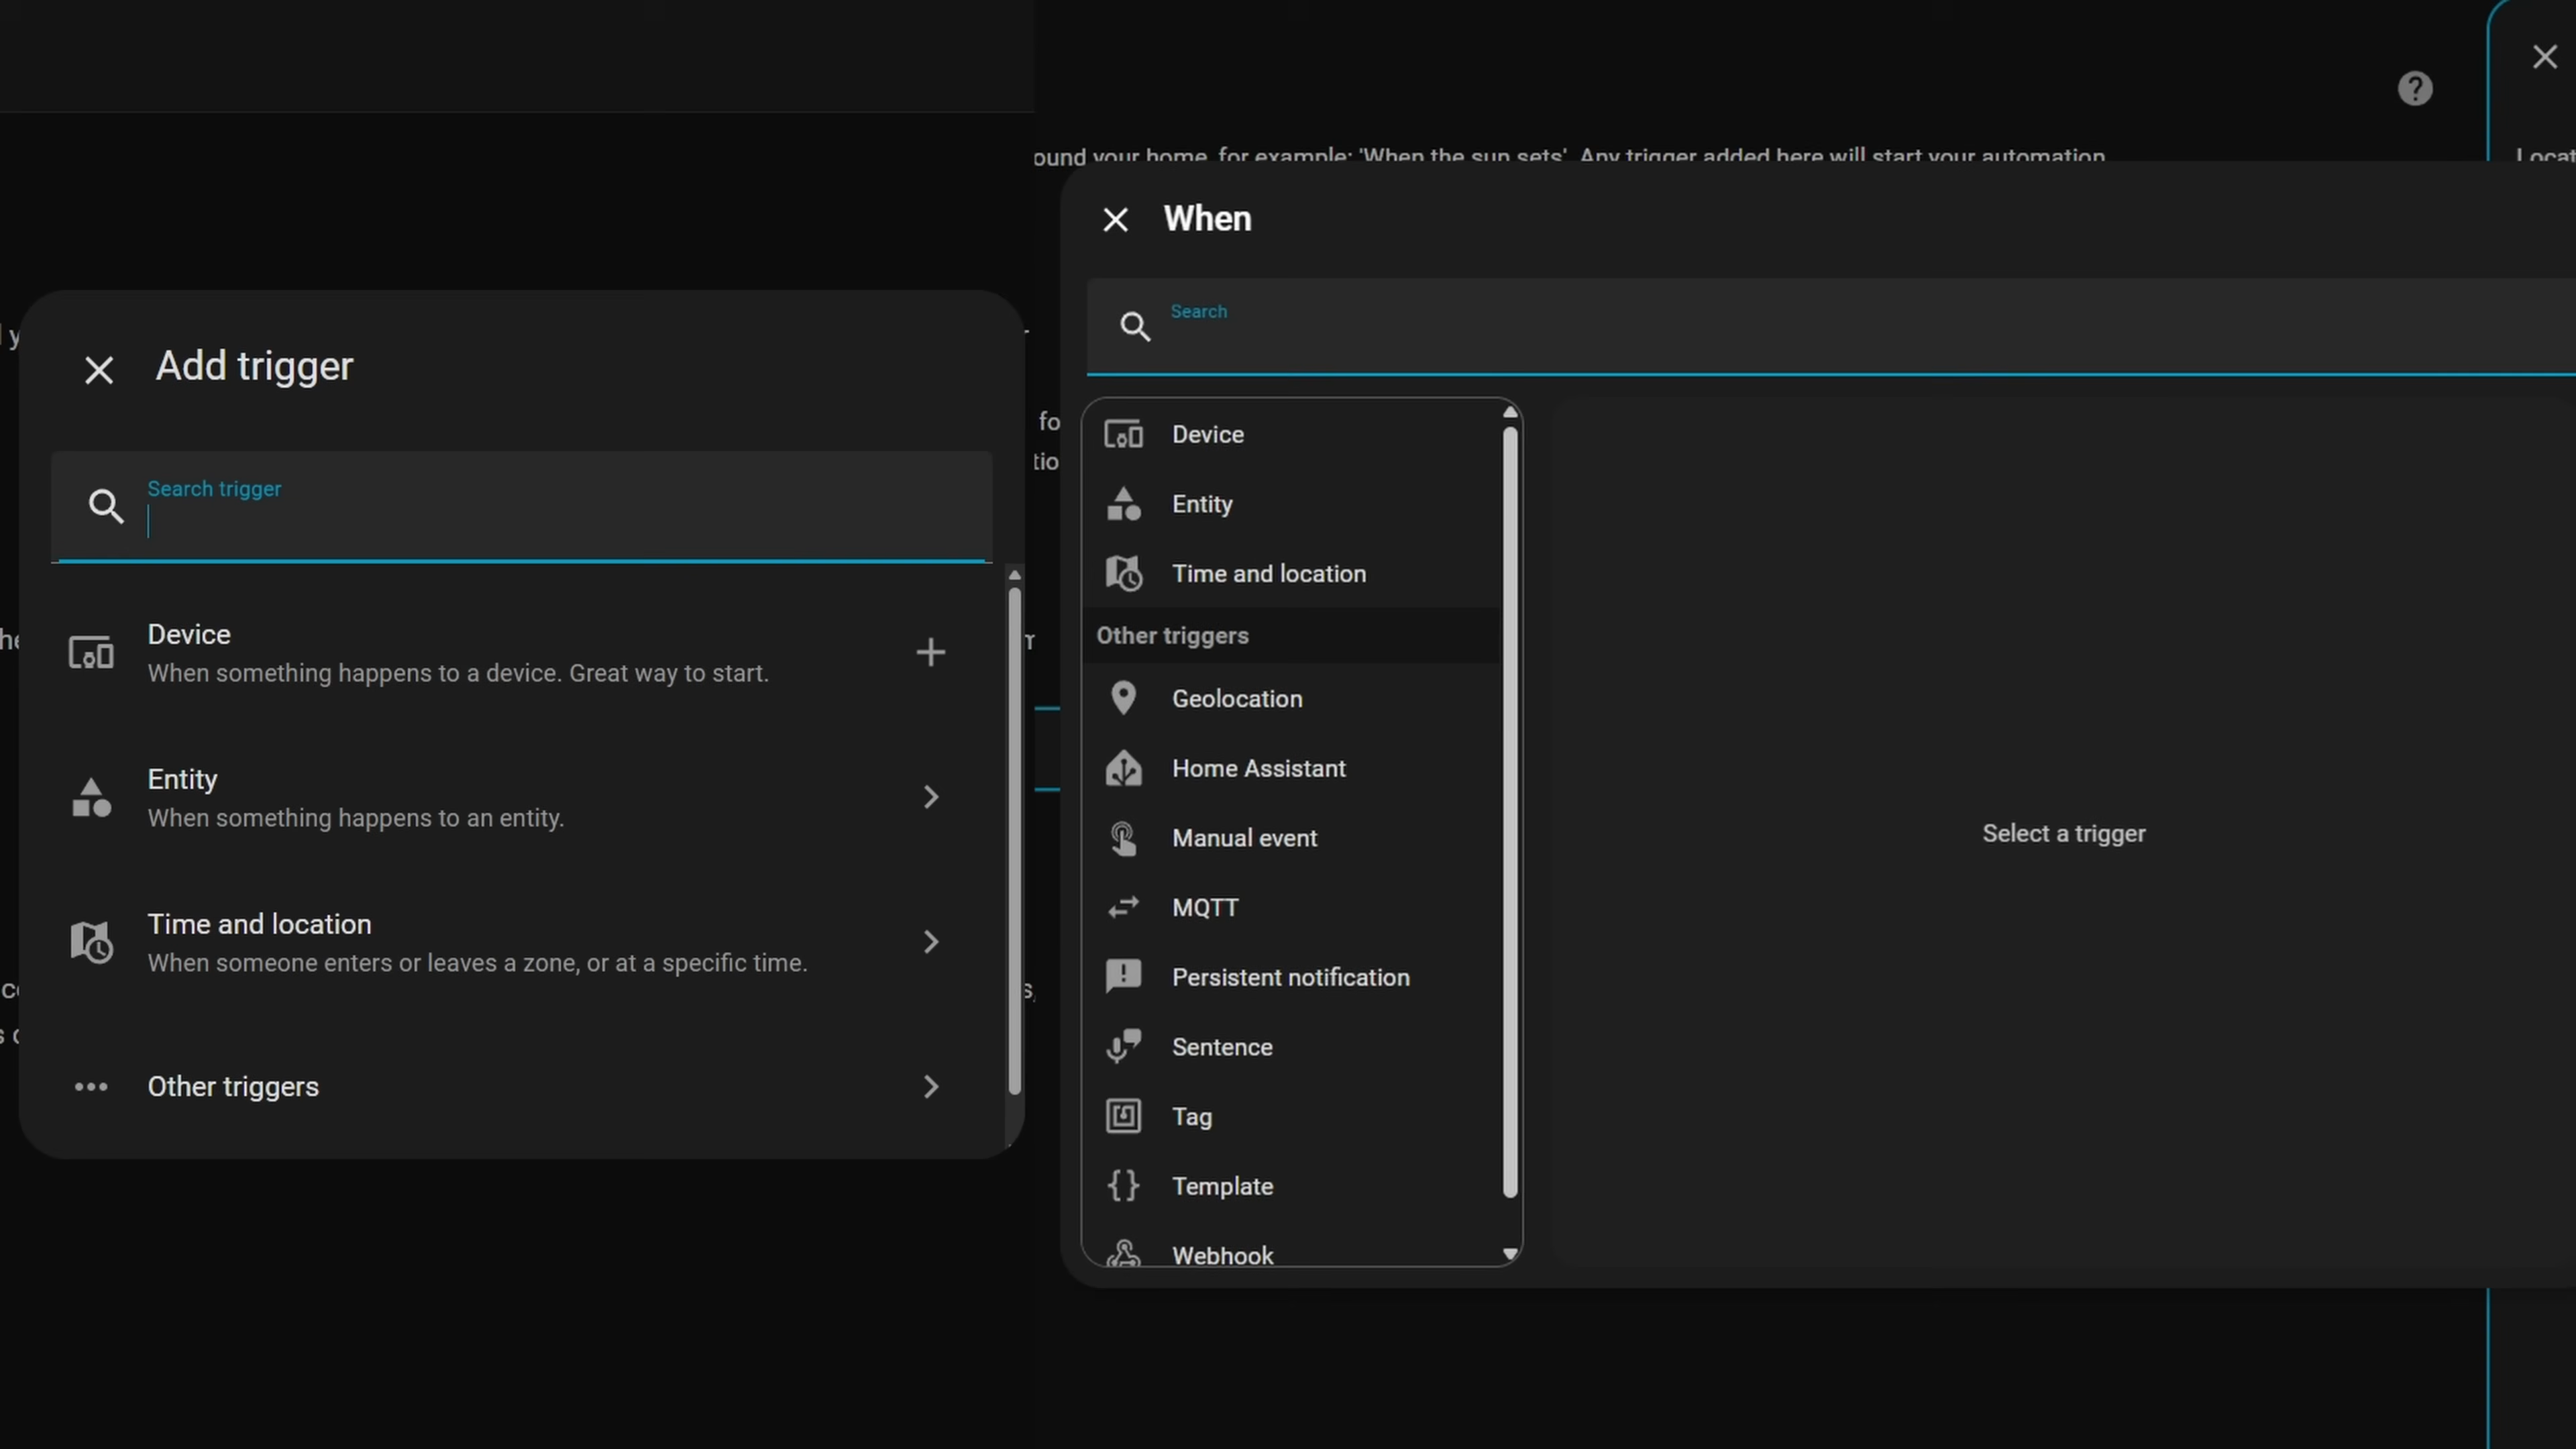 Add trigger
Search trigger
Device
When something happens to a device. Great way to start.
Entity
When something happens to an entity.
Time and location
When someone enters or leaves a zone, or at a specific time.
Other triggers
your home, for example: 'When the sun sets'. Any trigger added here will start your automation
When
Search
Device
Entity
Time and location
Other triggers
Geolocation
Home Assistant
Manual event
MQTT
Persistent notification
Sentence
Tag
Template
Webhook
Select a trigger